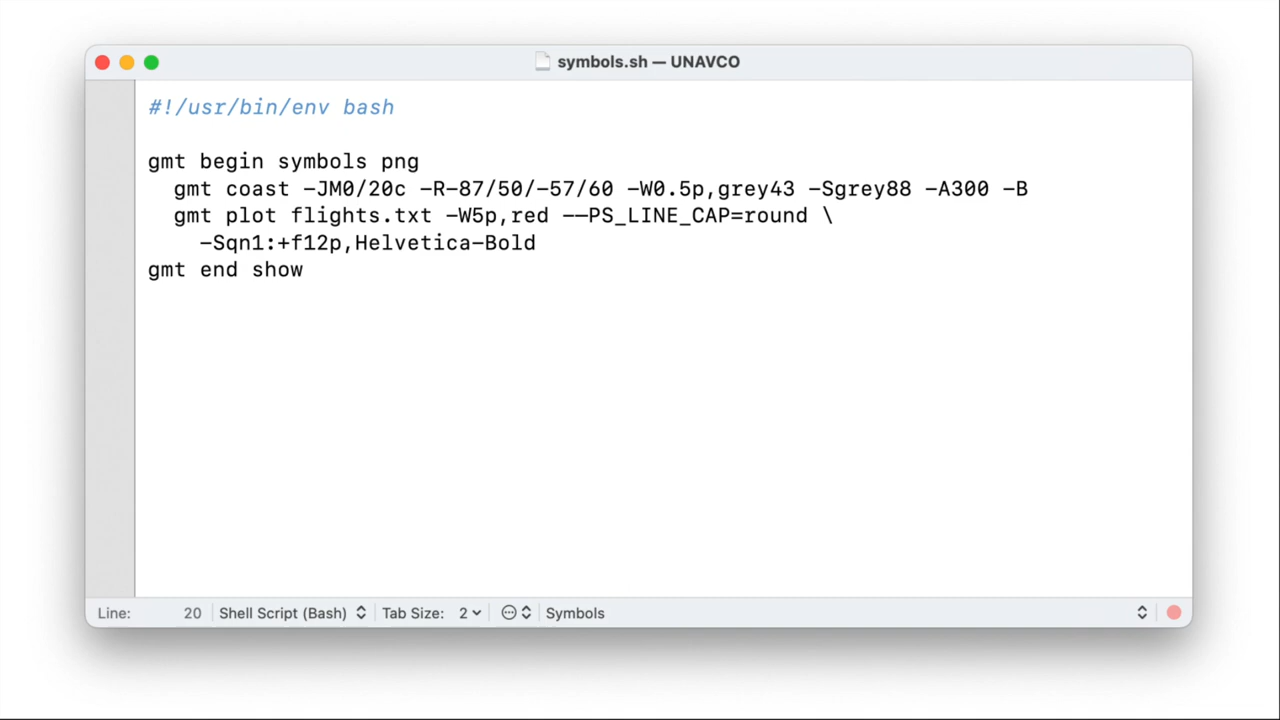 symbols.sh — UNAVCO
#!/usr/bin/env bash
gmt begin symbols png
gmt coast -JM0/20c -R-87/50/-57/60 -W0.5p,grey43 -Sgrey88 -A300 -B
gmt plot flights.txt -W5p,red --PS_LINE_CAP=round \
-Sqn1:+f12p,Helvetica-Bold
gmt end show
Line: 20 Shell Script (Bash) Tab Size: 2 Symbols